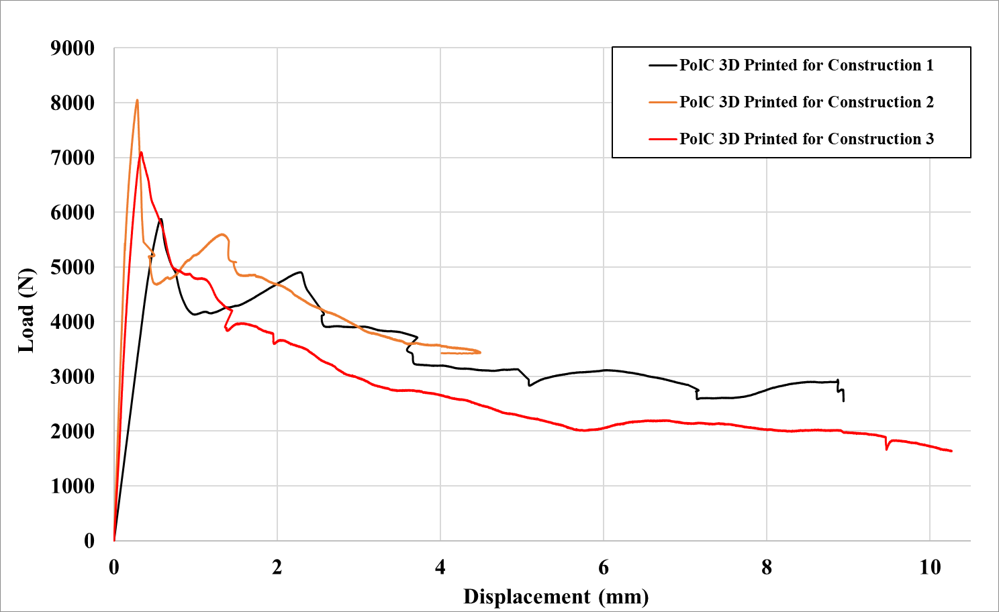 9000
8000
7000
6000
5000
4000
3000
2000
1000
0
Load (N)
PolC 3D Printed for Construction 1
PolC 3D Printed for Construction 2
PolC 3D Printed for Construction 3
0 2 4 6 8 10
Displacement (mm)